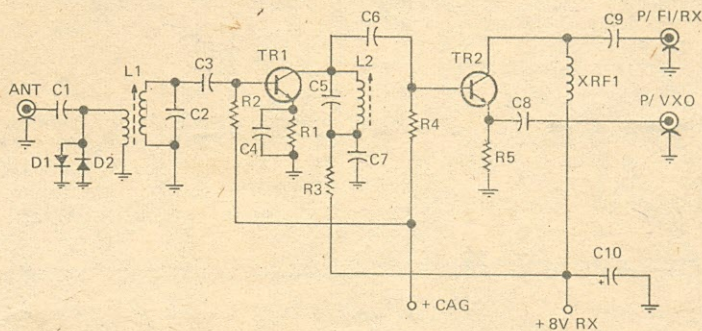 P/ FI/RX
C6
C9
TR1
TR2
L1
C3
L2
XRF1
ANT
C1
C5
P/ VXO
C2
R2
C8
R1
R4
D1
D2
C4
C7
R5
R3
C10
+
+ CAG
+ 8V RX